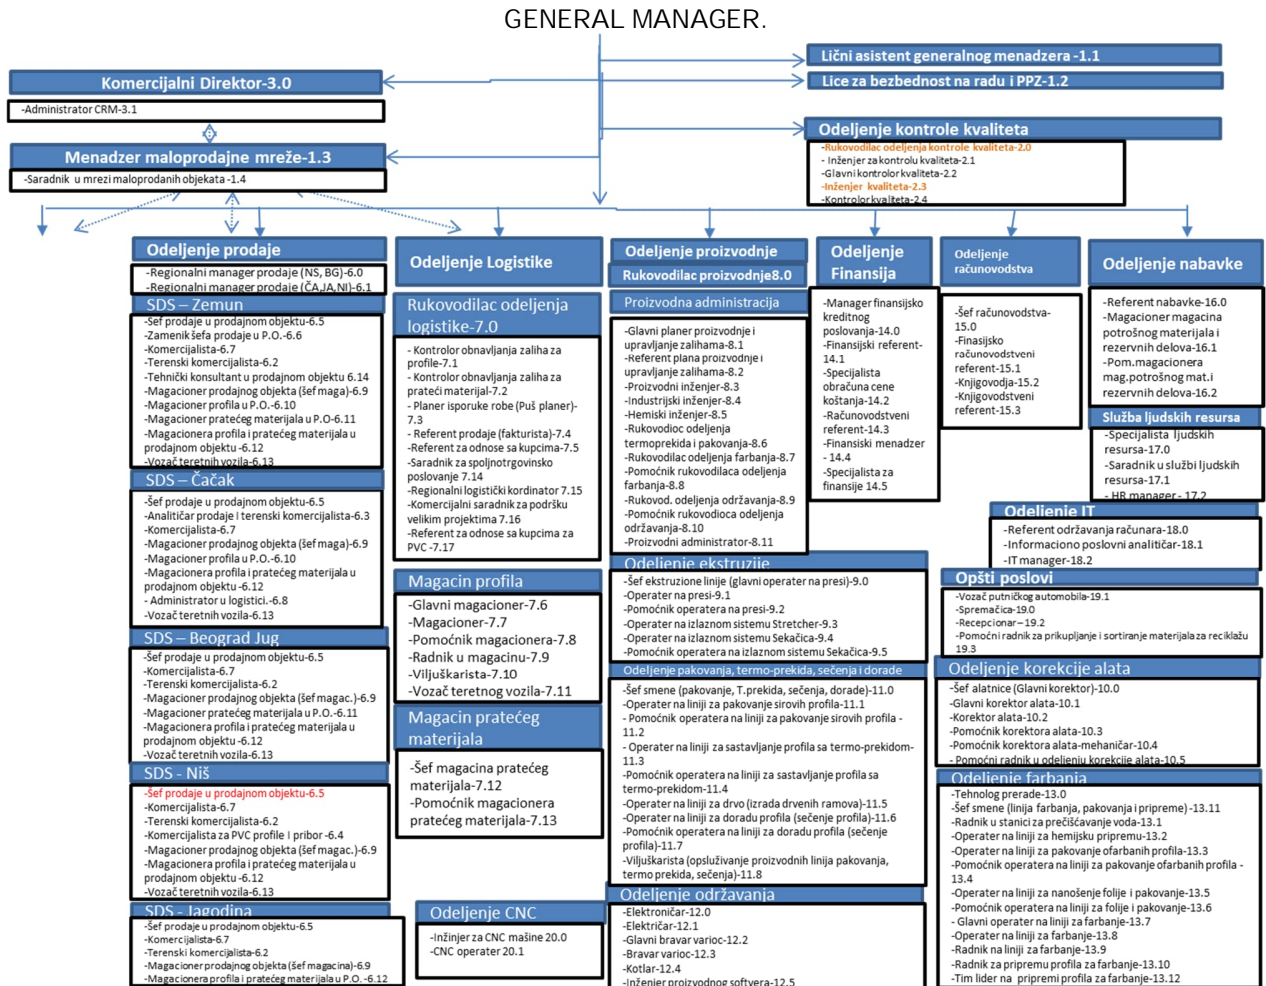 GENERAL MANAGER.
Lični asistent generalnog menadzera -1.1
Lice za bezbednost na radu i PPZ-1.2
Komercijalni Direktor-3.0
-Administrator CRM-3.1
Odeljenje kontrole kvaliteta
-Rukovodilac odeljenja kontrole kvaliteta-2.0
- Inženjer za kontrolu kvaliteta-2.1
-Glavni kontrolor kvaliteta-2.2
-Inženjer kvaliteta-2.3
-Kontrolor kvaliteta-2.4
Menadzer maloprodajne mreže-1.3
-Saradnik u mrezi maloprodanih objekata -1.4
Odeljenje prodaje
-Regionalni manager prodaje (NS, BG)-6.0
-Regionalni manager prodaje (ČA,JA,NI)-6.1
SDS – Zemun
-Šef prodaje u prodajnom objektu-6.5
-Zamenik šefa prodaje u P.O.-6.6
-Komercijalista-6.7
-Terenski komercijalista-6.2
-Tehnički konsultant u prodajnom objektu 6.14
-Magacioner prodajnog objekta (šef maga)-6.9
-Magacioner profila u P.O.-6.10
-Magacioner pratećeg materijala u P.O-6.11
-Magacionera profila i pratećeg materijala u
prodajnom objektu -6.12
-Vozač teretnih vozila-6.13
SDS – Čačak
-Šef prodaje u prodajnom objektu-6.5
-Analitičar prodaje I terenski komercijalista-6.3
-Komercijalista-6.7
-Magacioner prodajnog objekta (šef maga)-6.9
-Magacioner profila u P.O.-6.10
-Magacionera profila i pratećeg materijala u
prodajnom objektu -6.12
- Administrator u logistici.-6.8
-Vozač teretnih vozila-6.13
SDS – Beograd Jug
-Šef prodaje u prodajnom objektu-6.5
-Komercijalista-6.7
-Terenski komercijalista-6.2
-Magacioner prodajnog objekta (šef magac.)-6.9
-Magacioner pratećeg materijala u P.O.-6.11
-Magacionera profila i pratećeg materijala u
prodajnom objektu -6.12
-Vozač teretnih vozila-6.13
SDS - Niš
-Šef prodaje u prodajnom objektu-6.5
-Komercijalista-6.7
-Terenski komercijalista-6.2
-Komercijalista za PVC profile I pribor -6.4
-Magacioner prodajnog objekta (šef magac.)-6.9
-Magacionera profila i pratećeg materijala u
prodajnom objektu -6.12
-Vozač teretnih vozila-6.13
SDS - Jagodina
-Šef prodaje u prodajnom objektu-6.5
-Komercijalista-6.7
-Terenski komercijalista-6.2
-Magacioner prodajnog objekta (šef magacina)-6.9
-Magacionera profila i pratećeg materijala u P.O. -6.12
Odeljenje Logistike
Rukovodilac odeljenja
logistike-7.0
- Kontrolor obnavljanja zaliha za
profile-7.1
- Kontrolor obnavljanja zaliha za
prateći materijal-7.2
- Planer isporuke robe (Puš planer)-
7.3
- Referent prodaje (fakturista)-7.4
-Referent za odnose sa kupcima-7.5
-Saradnik za spoljnotrgovinsko
poslovanje 7.14
-Regionalni logistički kordinator 7.15
-Komercijalni saradnik za podršku
velikim projektima 7.16
-Referent za odnose sa kupcima za
PVC -7.17
Magacin profila
-Glavni magacioner-7.6
-Magacioner-7.7
-Pomoćnik magacionera-7.8
-Radnik u magacinu-7.9
-Viljuškarista-7.10
-Vozač teretnog vozila-7.11
Magacin pratećeg
materijala
-Šef magacina pratećeg
materijala-7.12
-Pomoćnik magacionera
pratećeg materijala-7.13
Odeljenje CNC
-Inžinjer za CNC mašine 20.0
-CNC operater 20.1
Odeljenje proizvodnje
Rukovodilac proizvodnje8.0
Proizvodna administracija
-Glavni planer proizvodnje i
upravljanje zalihama-8.1
-Referent plana proizvodnje i
upravljanje zalihama-8.2
-Proizvodni inženjer-8.3
-Industrijski inženjer-8.4
-Hemiski inženjer-8.5
-Rukovodioc odeljenja
termoprekida i pakovanja-8.6
-Rukovodilac odeljenja farbanja-8.7
-Pomoćnik rukovodilaca odeljenja
farbanja-8.8
-Rukovod. odeljenja održavanja-8.9
-Pomoćnik rukovodioca odeljenja
održavanja-8.10
-Proizvodni administrator-8.11
Odeljenje ekstruzije
-Šef ekstruzione linije (glavni operater na presi)-9.0
-Operater na presi-9.1
-Pomoćnik operatera na presi-9.2
-Operater na izlaznom sistemu Stretcher-9.3
-Operater na izlaznom sistemu Sekačica-9.4
-Pomoćnik operatera na izlaznom sistemu Sekačica-9.5
Odeljenje pakovanja, termo-prekida, sečenja i dorade
-Šef smene (pakovanje, T.prekida, sečenja, dorade)-11.0
-Operater na liniji za pakovanje sirovih profila-11.1
- Pomoćnik operatera na liniji za pakovanje sirovih profila -
11.2
- Operater na liniji za sastavljanje profila sa termo-prekidom-
11.3
-Pomoćnik operatera na liniji za sastavljanje profila sa
termo-prekidom-11.4
-Operater na liniji za drvo (izrada drvenih ramova)-11.5
-Operater na liniji za doradu profila (sečenje profila)-11.6
-Pomoćnik operatera na liniji za doradu profila (sečenje
profila)-11.7
-Viljuškarista (opsluživanje proizvodnih linija pakovanja,
termo prekida, sečenja)-11.8
Odeljenje održavanja
-Elektroničar-12.0
-Električar-12.1
-Glavni bravar varioc-12.2
-Bravar varioc-12.3
-Kotlar-12.4
-Inženjer proizvodnog softvera-12.5
Odeljenje
Finansija
-Manager finansijsko
kreditnog
poslovanja-14.0
-Finansijski referent-
14.1
-Specijalista
obračuna cene
koštanja-14.2
-Računovodstveni
referent-14.3
-Finansiski menadzer
- 14.4
-Specijalista za
finansije 14.5
Odeljenje
računovodstva
-Šef računovodstva-
15.0
-Finasijsko
računovodstveni
referent-15.1
-Knjigovodja-15.2
-Knjigovodstveni
referent-15.3
Odeljenje nabavke
-Referent nabavke-16.0
-Magacioner magacina
potrošnog materijala i
rezervnih delova-16.1
-Pom.magacionera
mag.potrošnog mat.i
rezervnih delova-16.2
Služba ljudskih resursa
-Specijalista ljudskih
resursa-17.0
-Saradnik u službi ljudskih
resursa-17.1
- HR manager - 17.2
Odeljenje IT
-Referent održavanja računara-18.0
-Informaciono poslovni analitičar-18.1
-IT manager-18.2
Opšti poslovi
-Vozač putničkog automobila-19.1
-Spremačica-19.0
-Recepcionar– 19.2
-Pomoćni radnik za prikupljanje i sortiranje materijala za reciklažu
19.3
Odeljenje korekcije alata
-Šef alatnice (Glavni korektor)-10.0
-Glavni korektor alata-10.1
-Korektor alata-10.2
-Pomoćnik korektora alata-10.3
-Pomoćnik korektora alata-mehaničar-10.4
- Pomoćni radnik u odeljenju korekcije alata-10.5
Odeljenje farbanja
-Tehnolog prerade-13.0
-Šef smene (linija farbanja, pakovanja i pripreme) -13.11
-Radnik u stanici za prečišćavanje voda-13.1
-Operater na liniji za hemijsku pripremu-13.2
-Operater na liniji za pakovanje ofarbanih profila-13.3
-Pomoćnik operatera na liniji za pakovanje ofarbanih profila -
13.4
-Operater na liniji za nanošenje folije i pakovanje-13.5
-Pomoćnik operatera na liniji za folije i pakovanje-13.6
- Glavni operater na liniji za farbanje-13.7
-Operater na liniji za farbanje-13.8
-Radnik na liniji za farbanje-13.9
-Radnik za pripremu profila za farbanje-13.10
-Tim lider na pripremi profila za farbanje-13.12